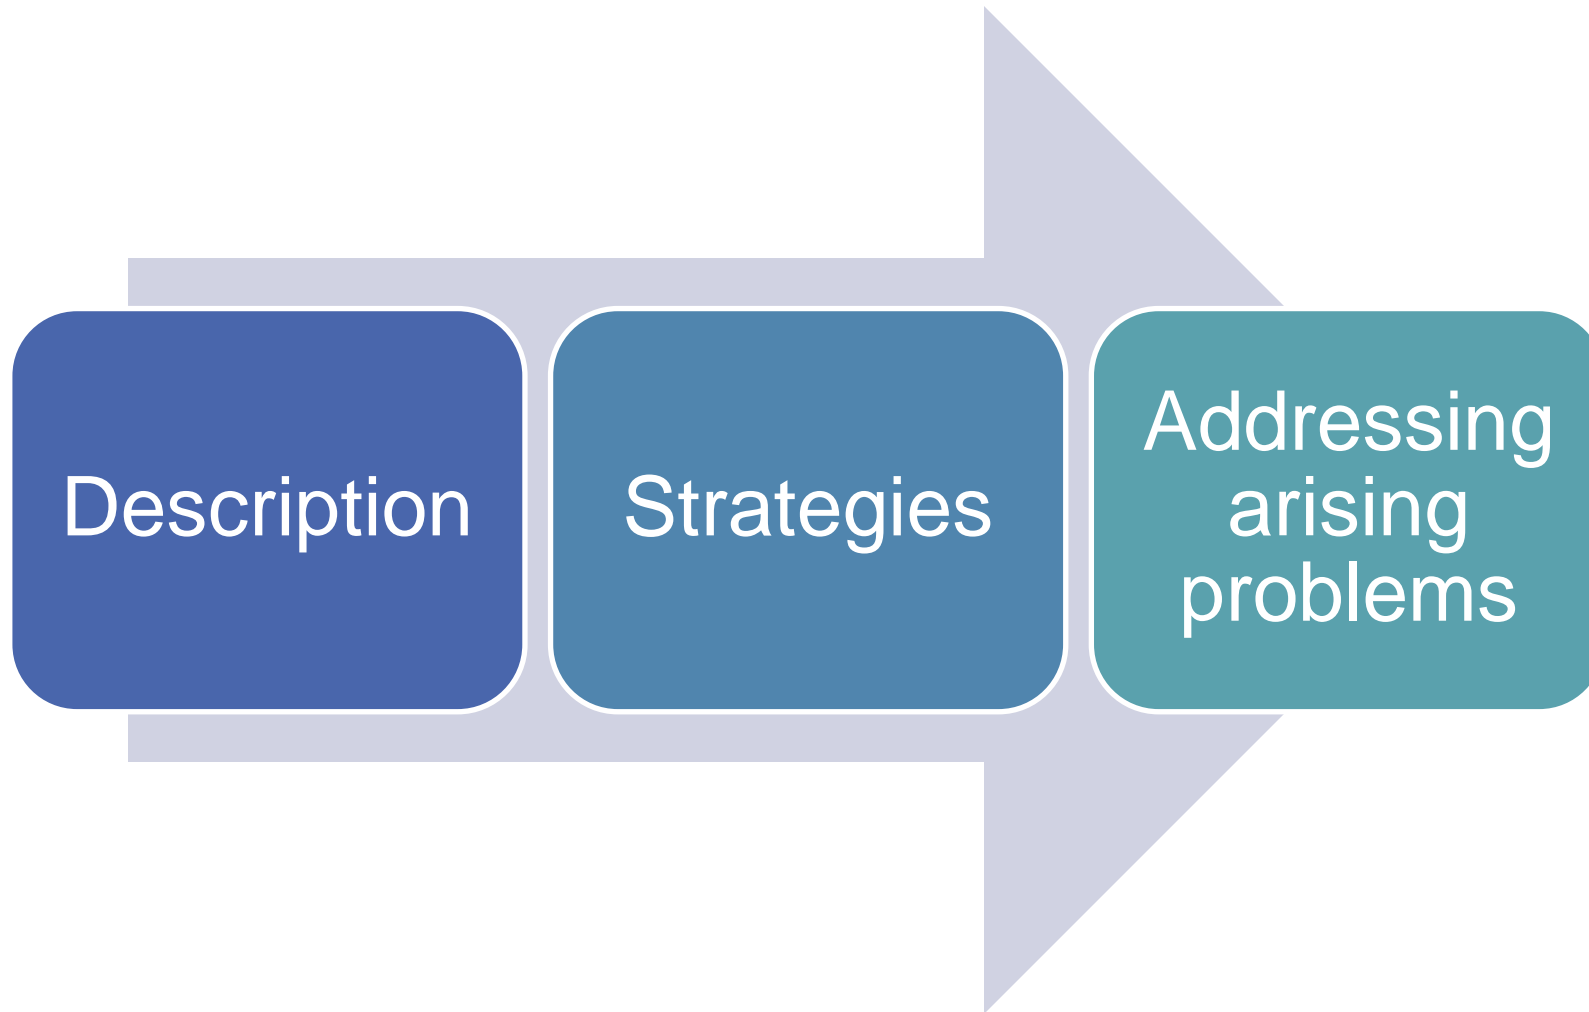 Description
Strategies
Addressing
arising
problems